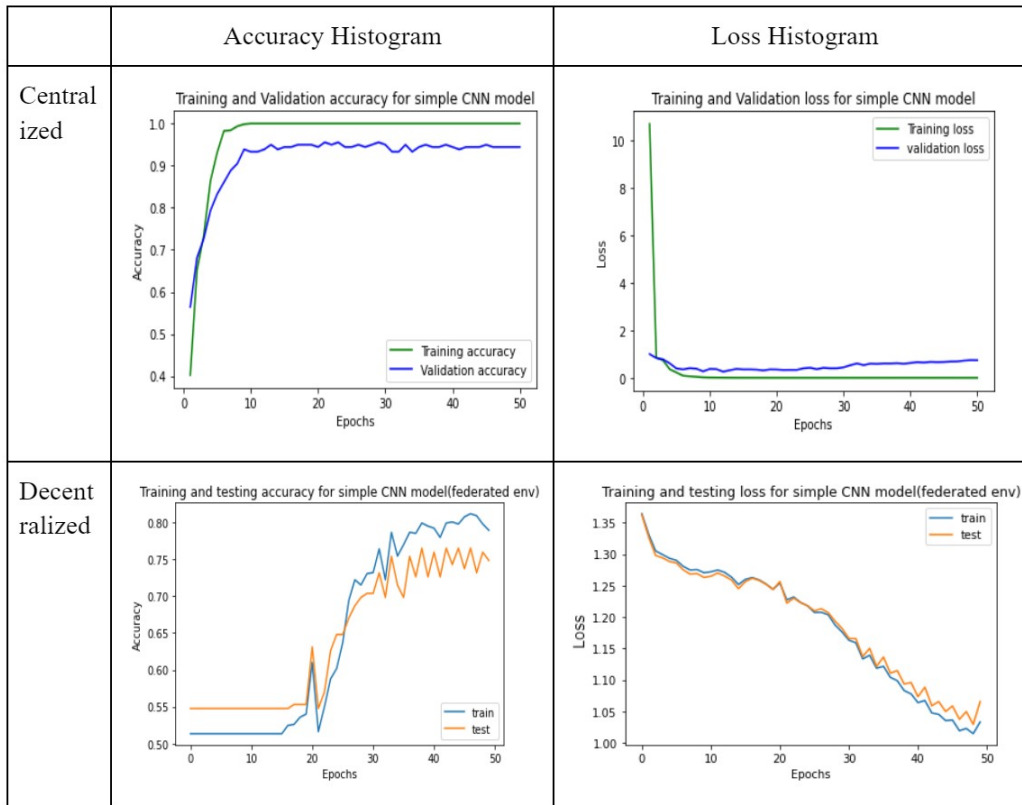 Accuracy Histogram
Loss Histogram
Central
ized
Training and Validation accuracy for simple CNN model
1.0
0.9
0.8
0.7
0.6
0.5
0.4
Accuracy
Training accuracy
Validation accuracy
0 10 20 30 40 50
Epochs
Training and Validation loss for simple CNN model
10
8
6
4
2
0
Loss
Training loss
validation loss
0 10 20 30 40 50
Epochs
Decent
ralized
Training and testing accuracy for simple CNN model(federated env)
0.80
0.75
0.70
0.65
0.60
0.55
0.50
Accuracy
train
test
0 10 20 30 40 50
Epochs
Training and testing loss for simple CNN model(federated env)
1.35
1.30
1.25
1.20
1.15
1.10
1.05
1.00
Loss
train
test
0 10 20 30 40 50
Epochs